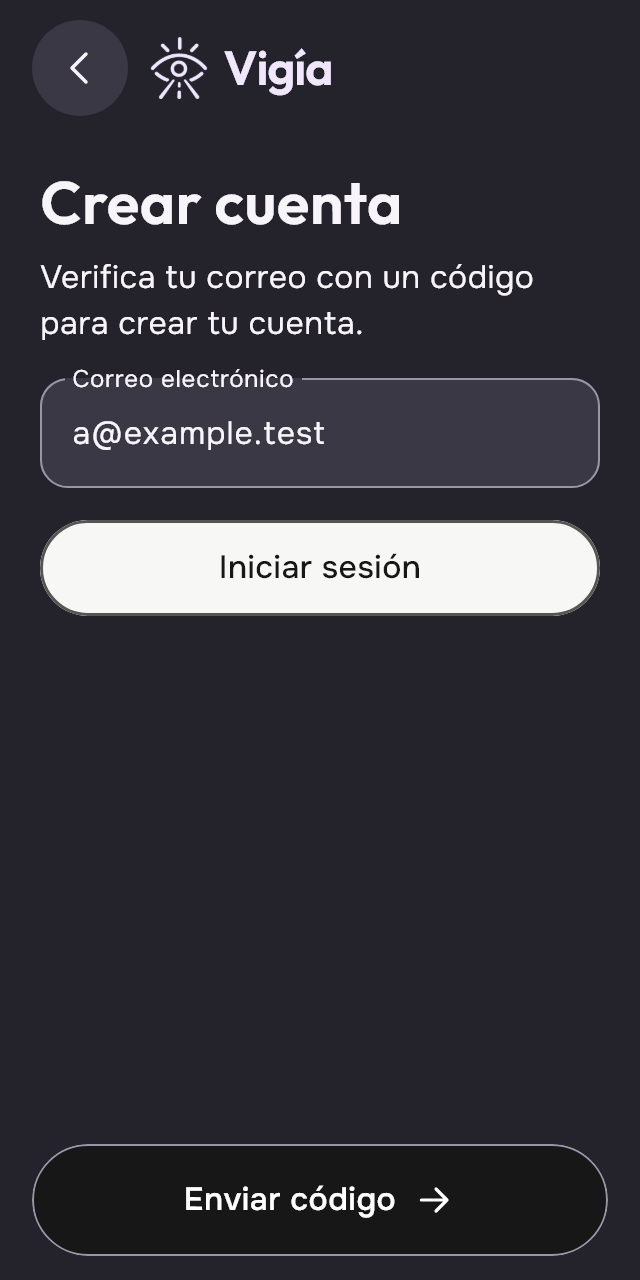 Vigía
Crear cuenta
Verifica tu correo con un código
para crear tu cuenta.
Correo electrónico
a@example.test
Iniciar sesión
Enviar código →